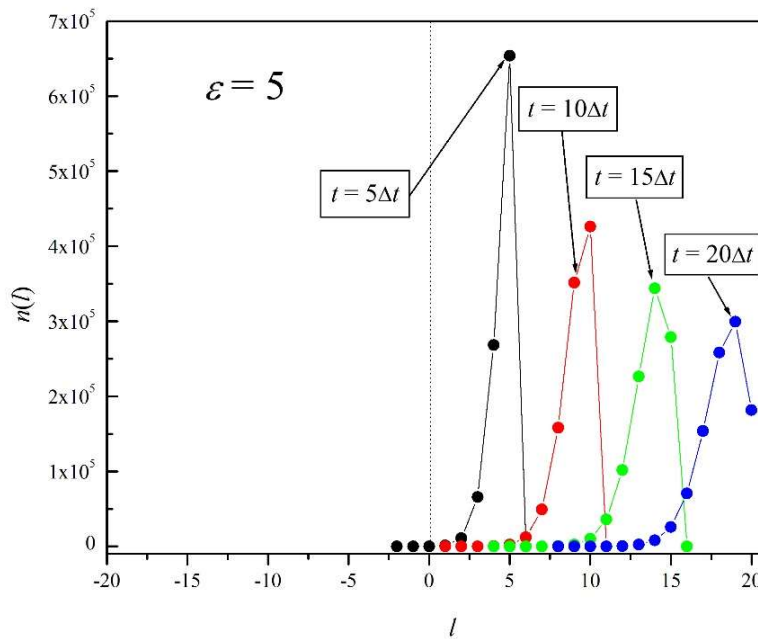 7x10⁵
6x10⁵
5x10⁵
4x10⁵
3x10⁵
2x10⁵
1x10⁵
0
n(l)
ε = 5
t = 5Δt
t = 10Δt
t = 15Δt
t = 20Δt
-20 -15 -10 -5 0 5 10 15 20
l